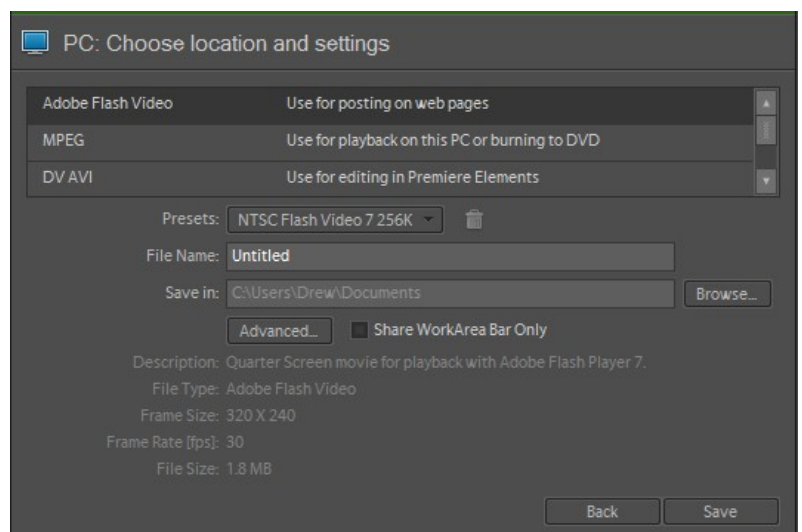 PC: Choose location and settings
Adobe Flash Video Use for posting on web pages
MPEG Use for playback on this PC or burning to DVD
DV AVI Use for editing in Premiere Elements
Presets: NTSC Flash Video 7 256K
File Name: Untitled
Save in: C:\Users\Drew\Documents Browse...
Advanced... Share WorkArea Bar Only
Description: Quarter Screen movie for playback with Adobe Flash Player 7.
File Type: Adobe Flash Video
Frame Size: 320 X 240
Frame Rate [fps]: 30
File Size: 1.8 MB
Back Save